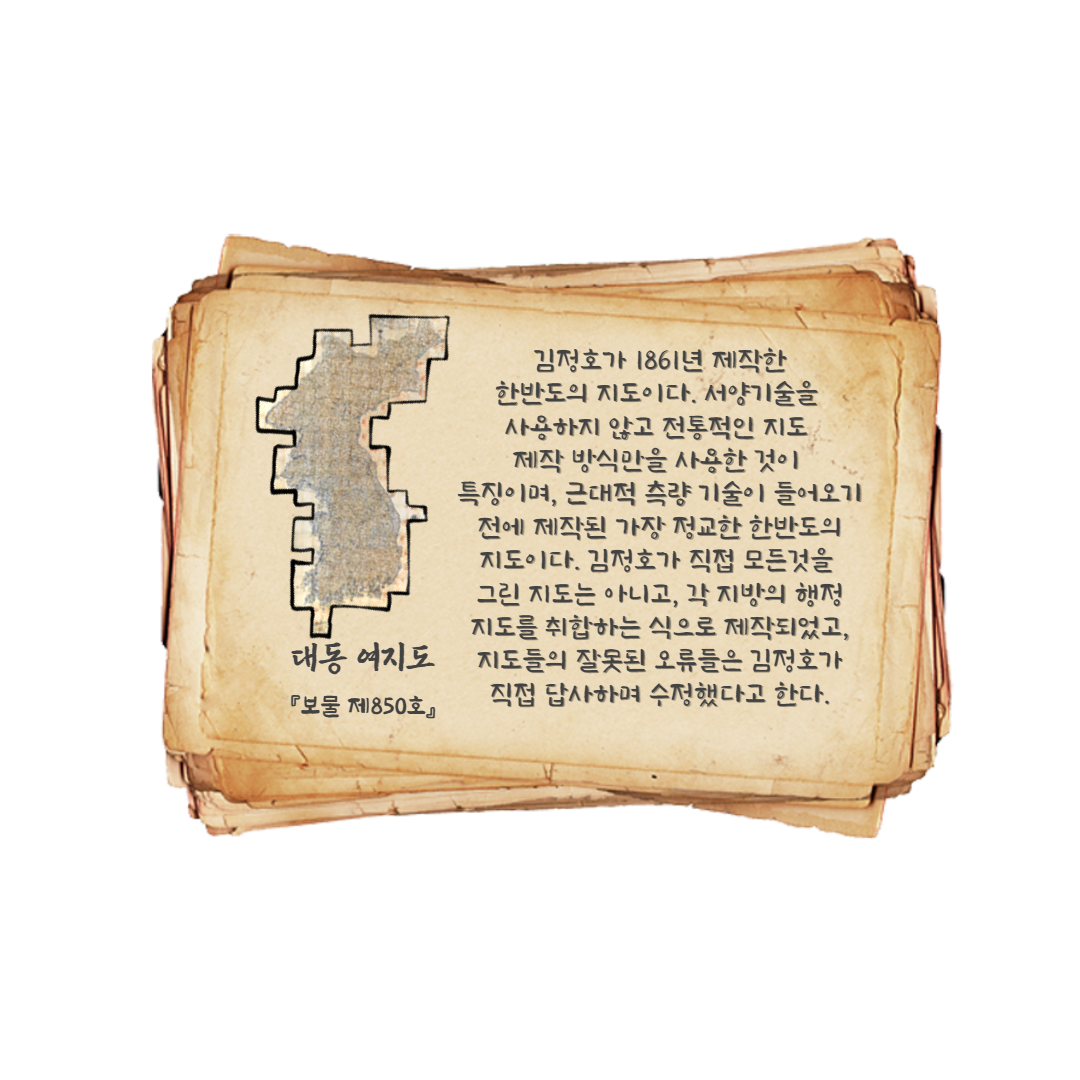 김정호가 1861년 제작한
한반도의 지도이다. 서양기술을
사용하지 않고 전통적인 지도
제작 방식만을 사용한 것이
특징이며, 근대적 측량 기술이 들어오기
전에 제작된 가장 정교한 한반도의
지도이다. 김정호가 직접 모든것을
그린 지도는 아니고, 각 지방의 행정
지도를 취합하는 식으로 제작되었고,
지도들의 잘못된 오류들은 김정호가
직접 답사하며 수정했다고 한다.
대동 여지도
『보물 제850호』